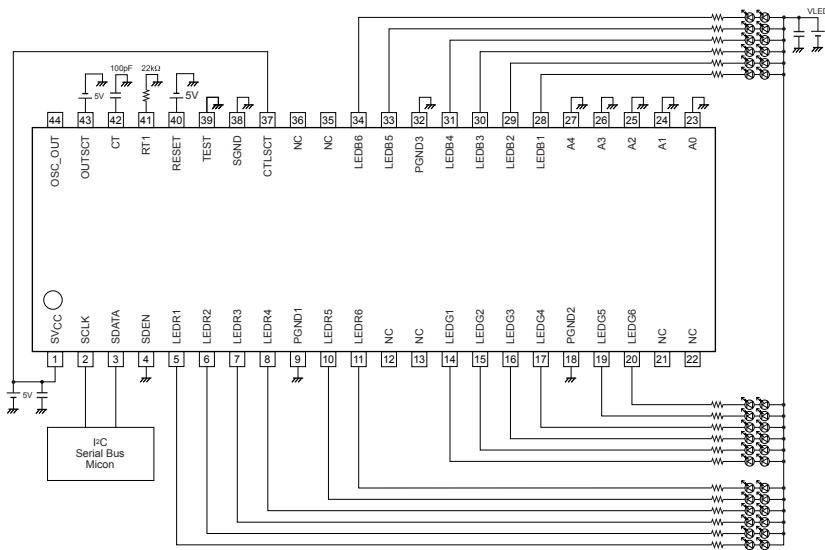 VLED
100pF 22kΩ
5V 5V
44 43 42 41 40 39 38 37 36 35 34 33 32 31 30 29 28 27 26 25 24 23
OSC_OUT OUTSCT CT RT1 RESET TEST SGND CTLSCT NC NC LEDB6 LEDB5 PGND3 LEDB4 LEDB3 LEDB2 LEDB1 A4 A3 A2 A1 A0
SVCC SCLK SDATA SDEN LEDR1 LEDR2 LEDR3 LEDR4 PGND1 LEDR5 LEDR6 NC NC LEDG1 LEDG2 LEDG3 LEDG4 PGND2 LEDG5 LEDG6 NC NC
1 2 3 4 5 6 7 8 9 10 11 12 13 14 15 16 17 18 19 20 21 22
5V
I²C
Serial Bus
Micon